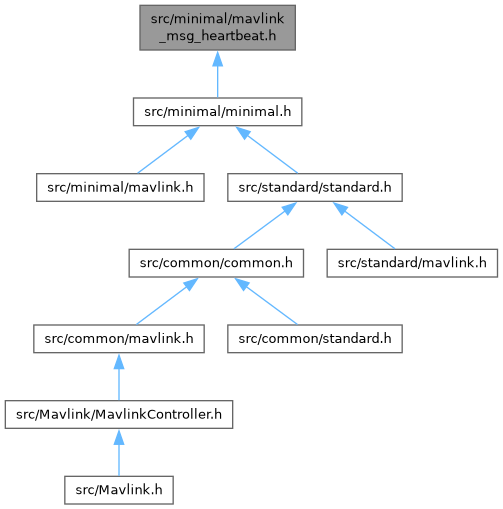 src/minimal/mavlink
_msg_heartbeat.h
src/minimal/minimal.h
src/minimal/mavlink.h
src/standard/standard.h
src/common/common.h
src/standard/mavlink.h
src/common/mavlink.h
src/common/standard.h
src/Mavlink/MavlinkController.h
src/Mavlink.h